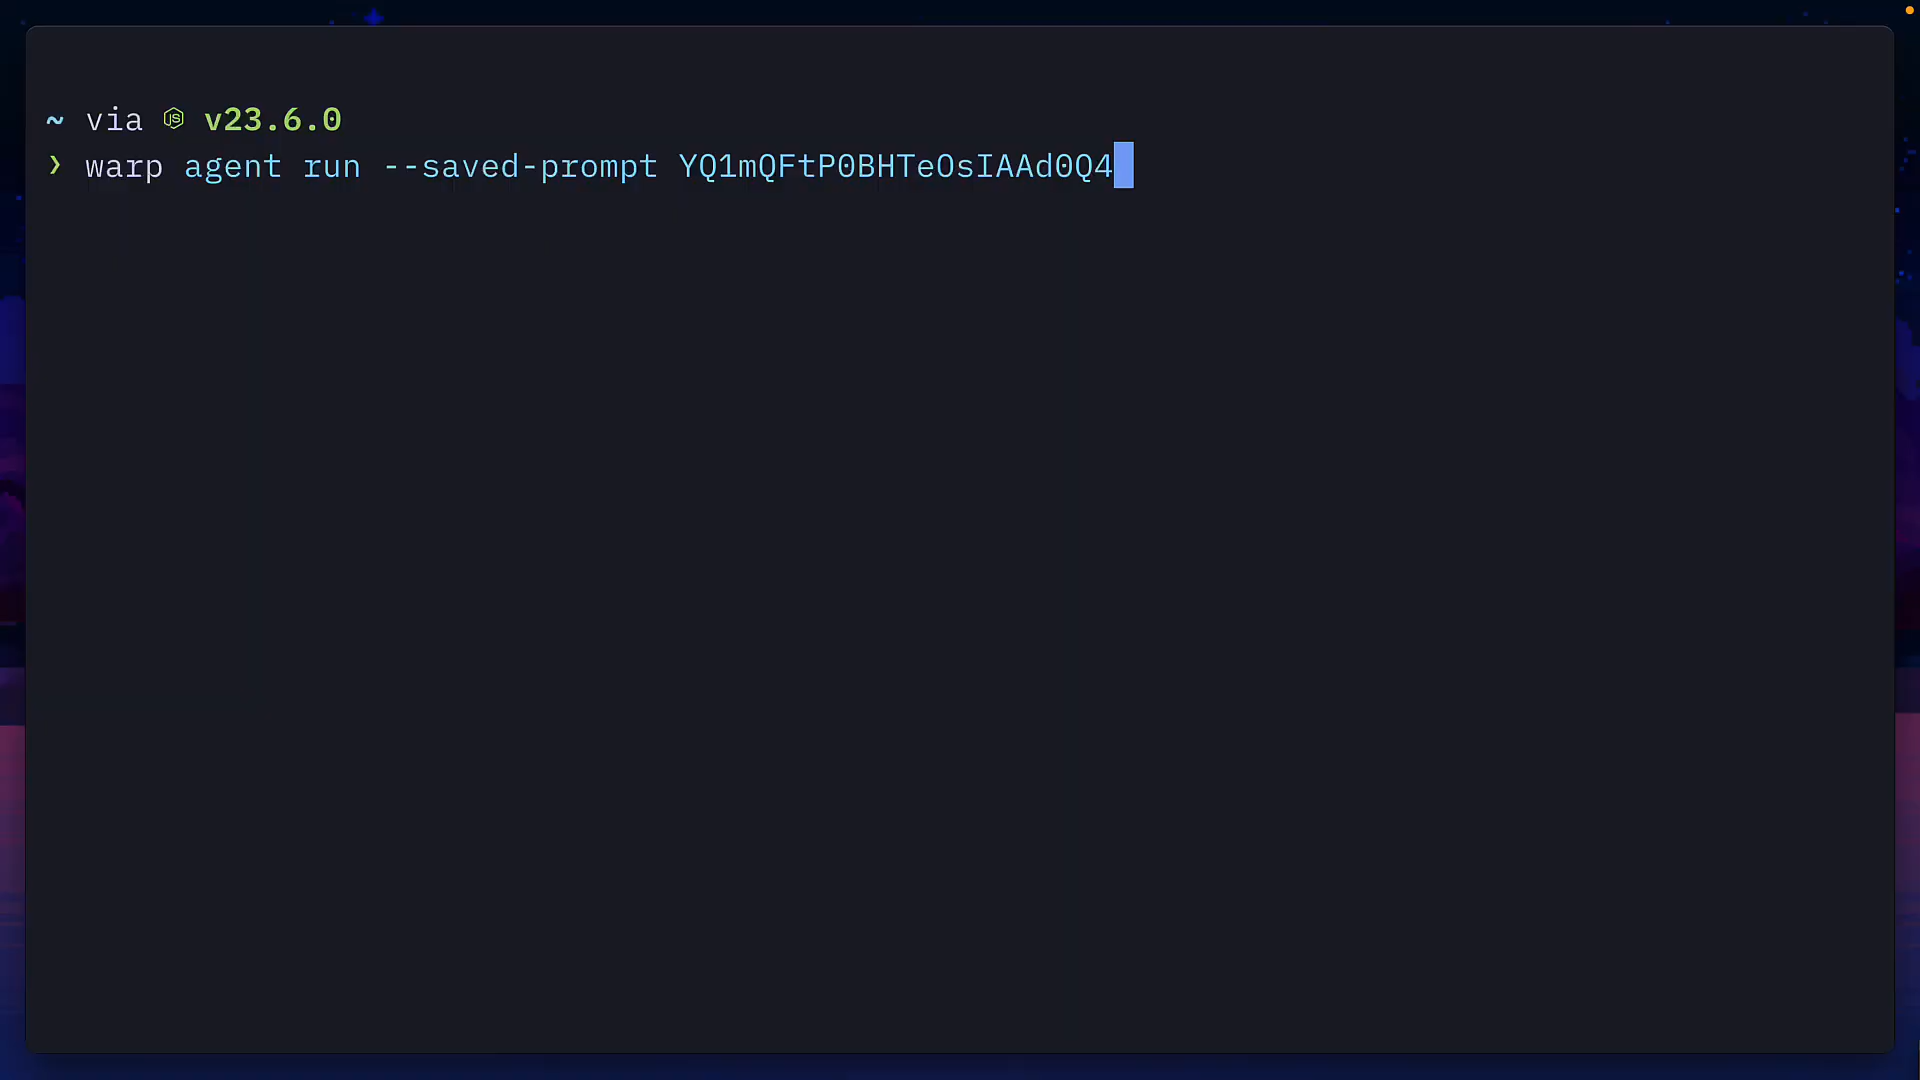 ~ via v23.6.0
❯ warp agent run --saved-prompt YQ1mQFtP0BHTeOsIAAd0Q4